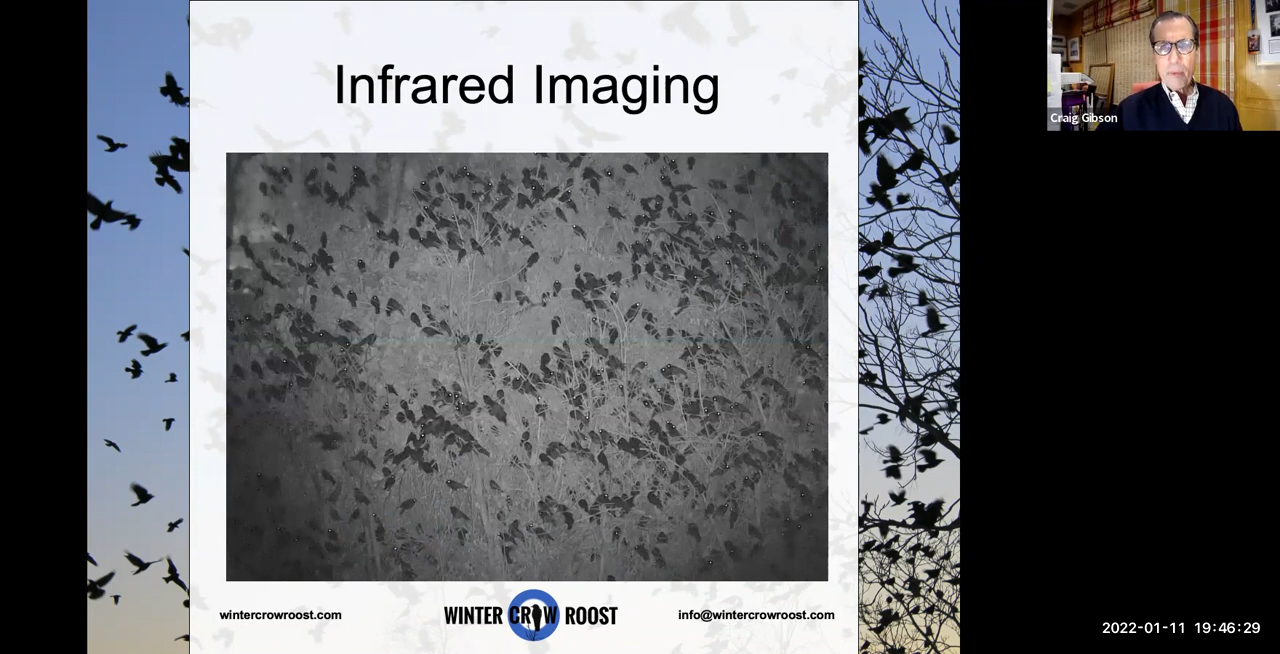 Infrared Imaging
Craig Gibson
wintercrowroost.com
WINTER CROW ROOST
info@wintercrowroost.com
2022-01-11 19:46:29